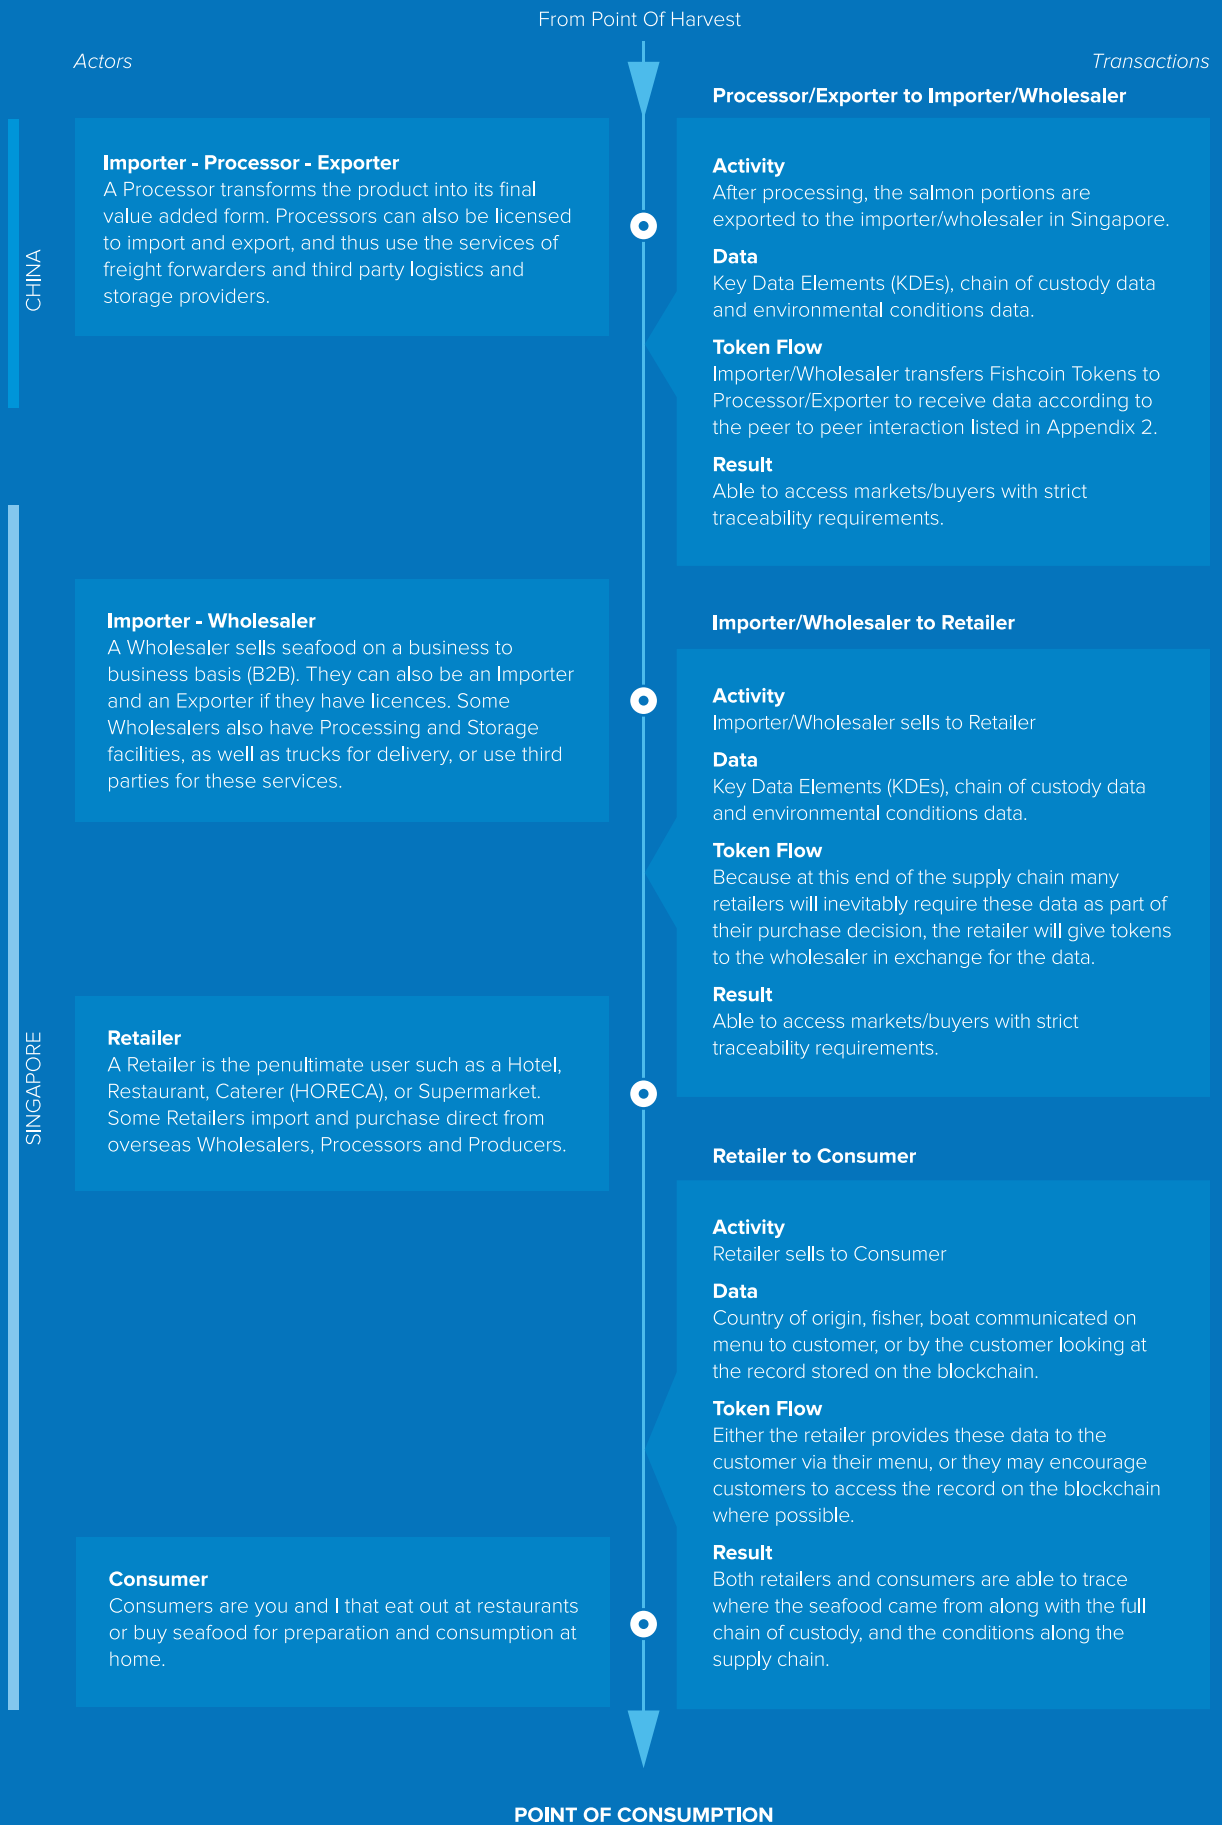 From Point Of Harvest
Actors
Transactions
Processor/Exporter to Importer/Wholesaler
CHINA
Importer - Processor - Exporter
A Processor transforms the product into its final
value added form. Processors can also be licensed
to import and export, and thus use the services of
freight forwarders and third party logistics and
storage providers.
Activity
After processing, the salmon portions are
exported to the importer/wholesaler in Singapore.
Data
Key Data Elements (KDEs), chain of custody data
and environmental conditions data.
Token Flow
Importer/Wholesaler transfers Fishcoin Tokens to
Processor/Exporter to receive data according to
the peer to peer interaction listed in Appendix 2.
Result
Able to access markets/buyers with strict
traceability requirements.
SINGAPORE
Importer - Wholesaler
A Wholesaler sells seafood on a business to
business basis (B2B). They can also be an Importer
and an Exporter if they have licences. Some
Wholesalers also have Processing and Storage
facilities, as well as trucks for delivery, or use third
parties for these services.
Importer/Wholesaler to Retailer
Activity
Importer/Wholesaler sells to Retailer
Data
Key Data Elements (KDEs), chain of custody data
and environmental conditions data.
Token Flow
Because at this end of the supply chain many
retailers will inevitably require these data as part of
their purchase decision, the retailer will give tokens
to the wholesaler in exchange for the data.
Result
Able to access markets/buyers with strict
traceability requirements.
Retailer
A Retailer is the penultimate user such as a Hotel,
Restaurant, Caterer (HORECA), or Supermarket.
Some Retailers import and purchase direct from
overseas Wholesalers, Processors and Producers.
Retailer to Consumer
Activity
Retailer sells to Consumer
Data
Country of origin, fisher, boat communicated on
menu to customer, or by the customer looking at
the record stored on the blockchain.
Token Flow
Either the retailer provides these data to the
customer via their menu, or they may encourage
customers to access the record on the blockchain
where possible.
Result
Both retailers and consumers are able to trace
where the seafood came from along with the full
chain of custody, and the conditions along the
supply chain.
Consumer
Consumers are you and I that eat out at restaurants
or buy seafood for preparation and consumption at
home.
POINT OF CONSUMPTION